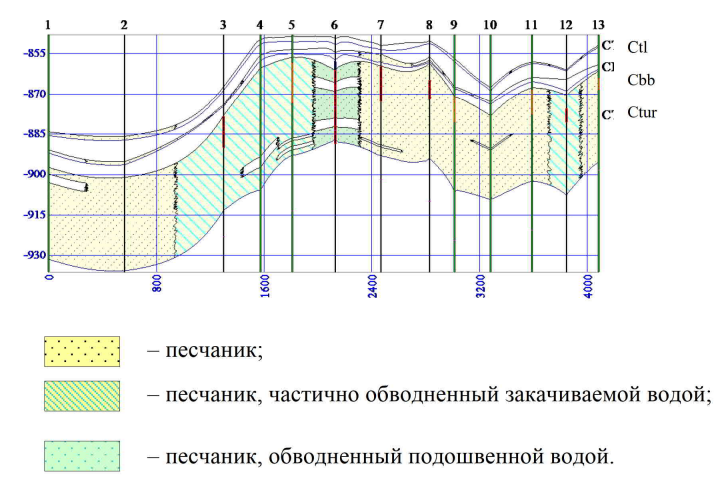 1 2 3 4 5 6 7 8 9 10 11 12 13
-855 Ctl
-870 Cbb
-885 Ctur
-900
-915
-930
0 800 1600 2400 3200 4000
– песчаник;
– песчаник, частично обводненный закачиваемой водой;
– песчаник, обводненный подошвенной водой.